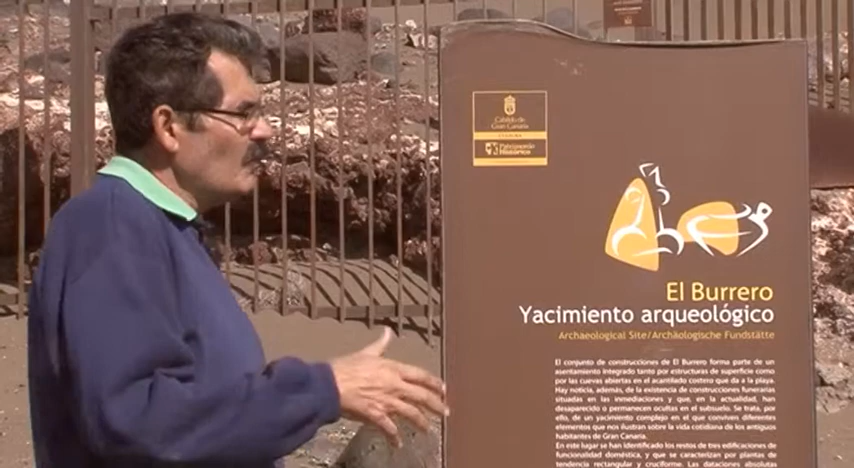 Cabildo de
Gran Canaria
Patrimonio
Histórico
El Burrero
Yacimiento arqueológico
Archaeological Site/Archäologische Fundstätte
El conjunto de construcciones de El Burrero forma parte de un
asentamiento integrado tanto por estructuras de superficie como
por las cuevas abiertas en el acantilado costero que da a la playa.
Hay noticia, además, de la existencia de construcciones funerarias
situadas en las inmediaciones y que, en la actualidad, han
desaparecido o permanecen ocultas en el subsuelo. Se trata, por
elemplo, de un yacimiento complejo en el que conviven diferentes
elementos que nos ilustran sobre la vida cotidiana de los antiguos
habitantes de Gran Canaria.
En este lugar se han identificado los restos de tres edificaciones de
funcionalidad doméstica, y que se caracterizan por plantas de
tendencia rectangular y cruciforme. Las dataciones absolutas